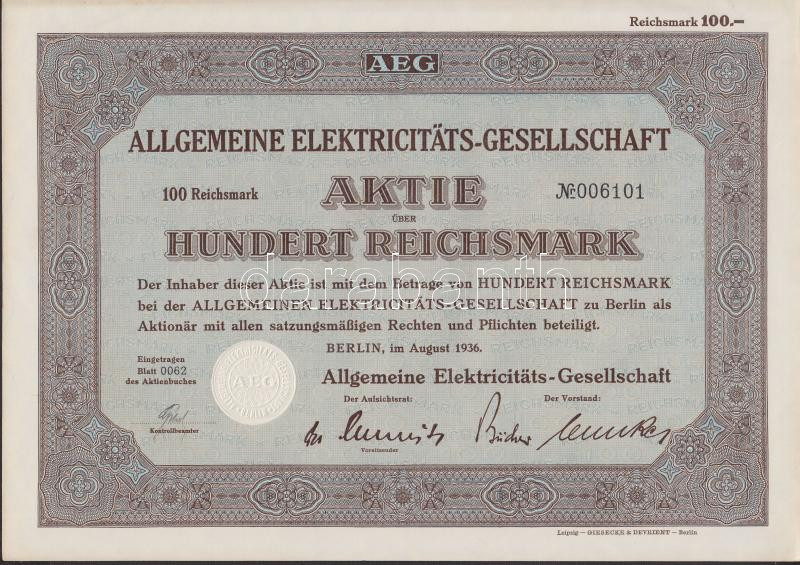 Reichsmark 100.—
AEG
ALLGEMEINE ELEKTRICITÄTS-GESELLSCHAFT
100 Reichsmark
AKTIE
№ 006101
ÜBER
HUNDERT REICHSMARK
Der Inhaber dieser Aktie ist mit dem Betrage von HUNDERT REICHSMARK
bei der ALLGEMEINEN ELEKTRICITÄTS-GESELLSCHAFT zu Berlin als
Aktionär mit allen satzungsmäßigen Rechten und Pflichten beteiligt.
darabanth
BERLIN, im August 1936.
Eingetragen
Blatt 0062
des Aktienbuches
AEG
Allgemeine Elektricitäts-Gesellschaft
Der Aufsichtsrat:
Der Vorstand:
Kontrollbeamter
Bücher
Vorsitzender
Leipzig — GIESECKE & DEVRIENT — Berlin